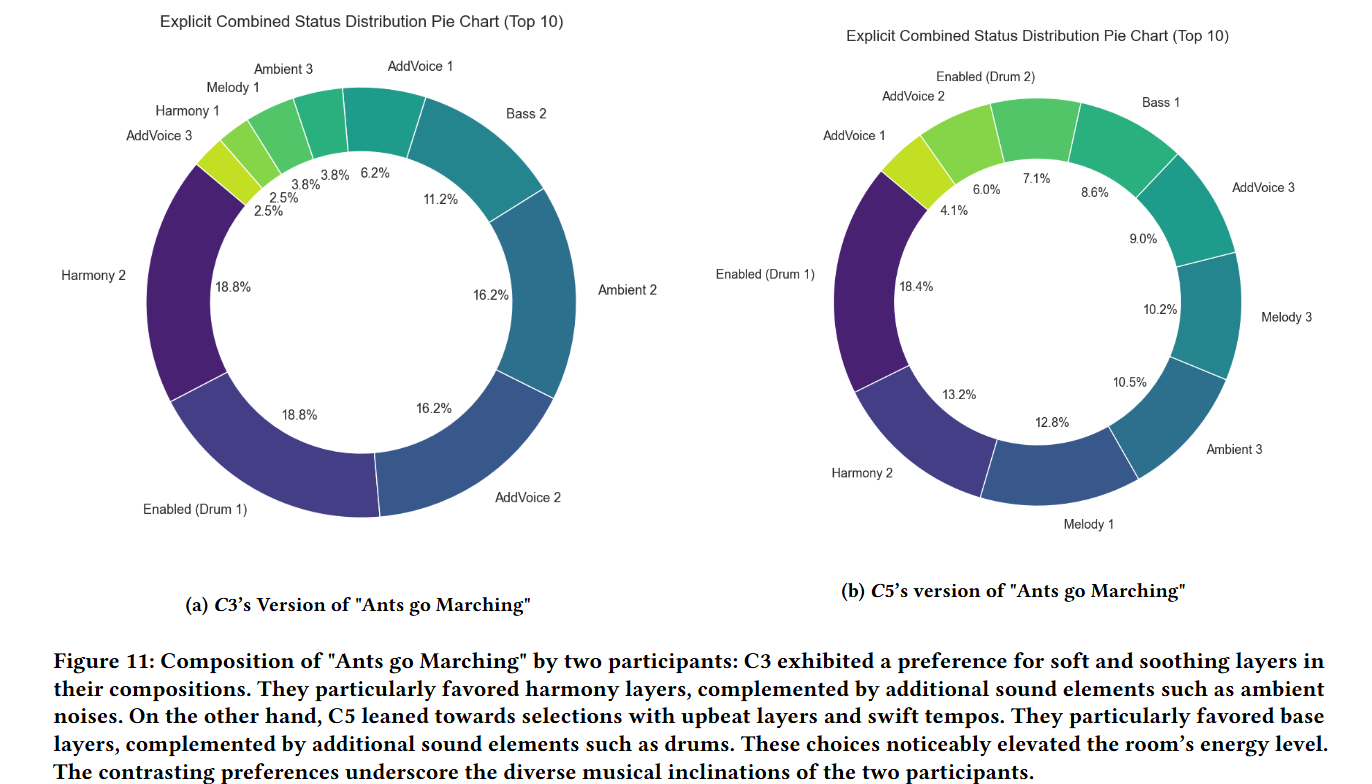 Explicit Combined Status Distribution Pie Chart (Top 10)
AddVoice 1
Ambient 3
Melody 1
Harmony 1
AddVoice 3
Bass 2
Harmony 2
Ambient 2
Enabled (Drum 1)
AddVoice 2
6.2%
3.8%
3.8%
2.5%
2.5%
11.2%
18.8%
16.2%
18.8%
16.2%
(a) C3's Version of "Ants go Marching"
Explicit Combined Status Distribution Pie Chart (Top 10)
Enabled (Drum 2)
AddVoice 2
Bass 1
AddVoice 1
AddVoice 3
Enabled (Drum 1)
Melody 3
Ambient 3
Harmony 2
Melody 1
7.1%
6.0%
8.6%
4.1%
9.0%
18.4%
10.2%
10.5%
13.2%
12.8%
(b) C5's version of "Ants go Marching"
Figure 11: Composition of "Ants go Marching" by two participants: C3 exhibited a preference for soft and soothing layers in
their compositions. They particularly favored harmony layers, complemented by additional sound elements such as ambient
noises. On the other hand, C5 leaned towards selections with upbeat layers and swift tempos. They particularly favored base
layers, complemented by additional sound elements such as drums. These choices noticeably elevated the room's energy level.
The contrasting preferences underscore the diverse musical inclinations of the two participants.